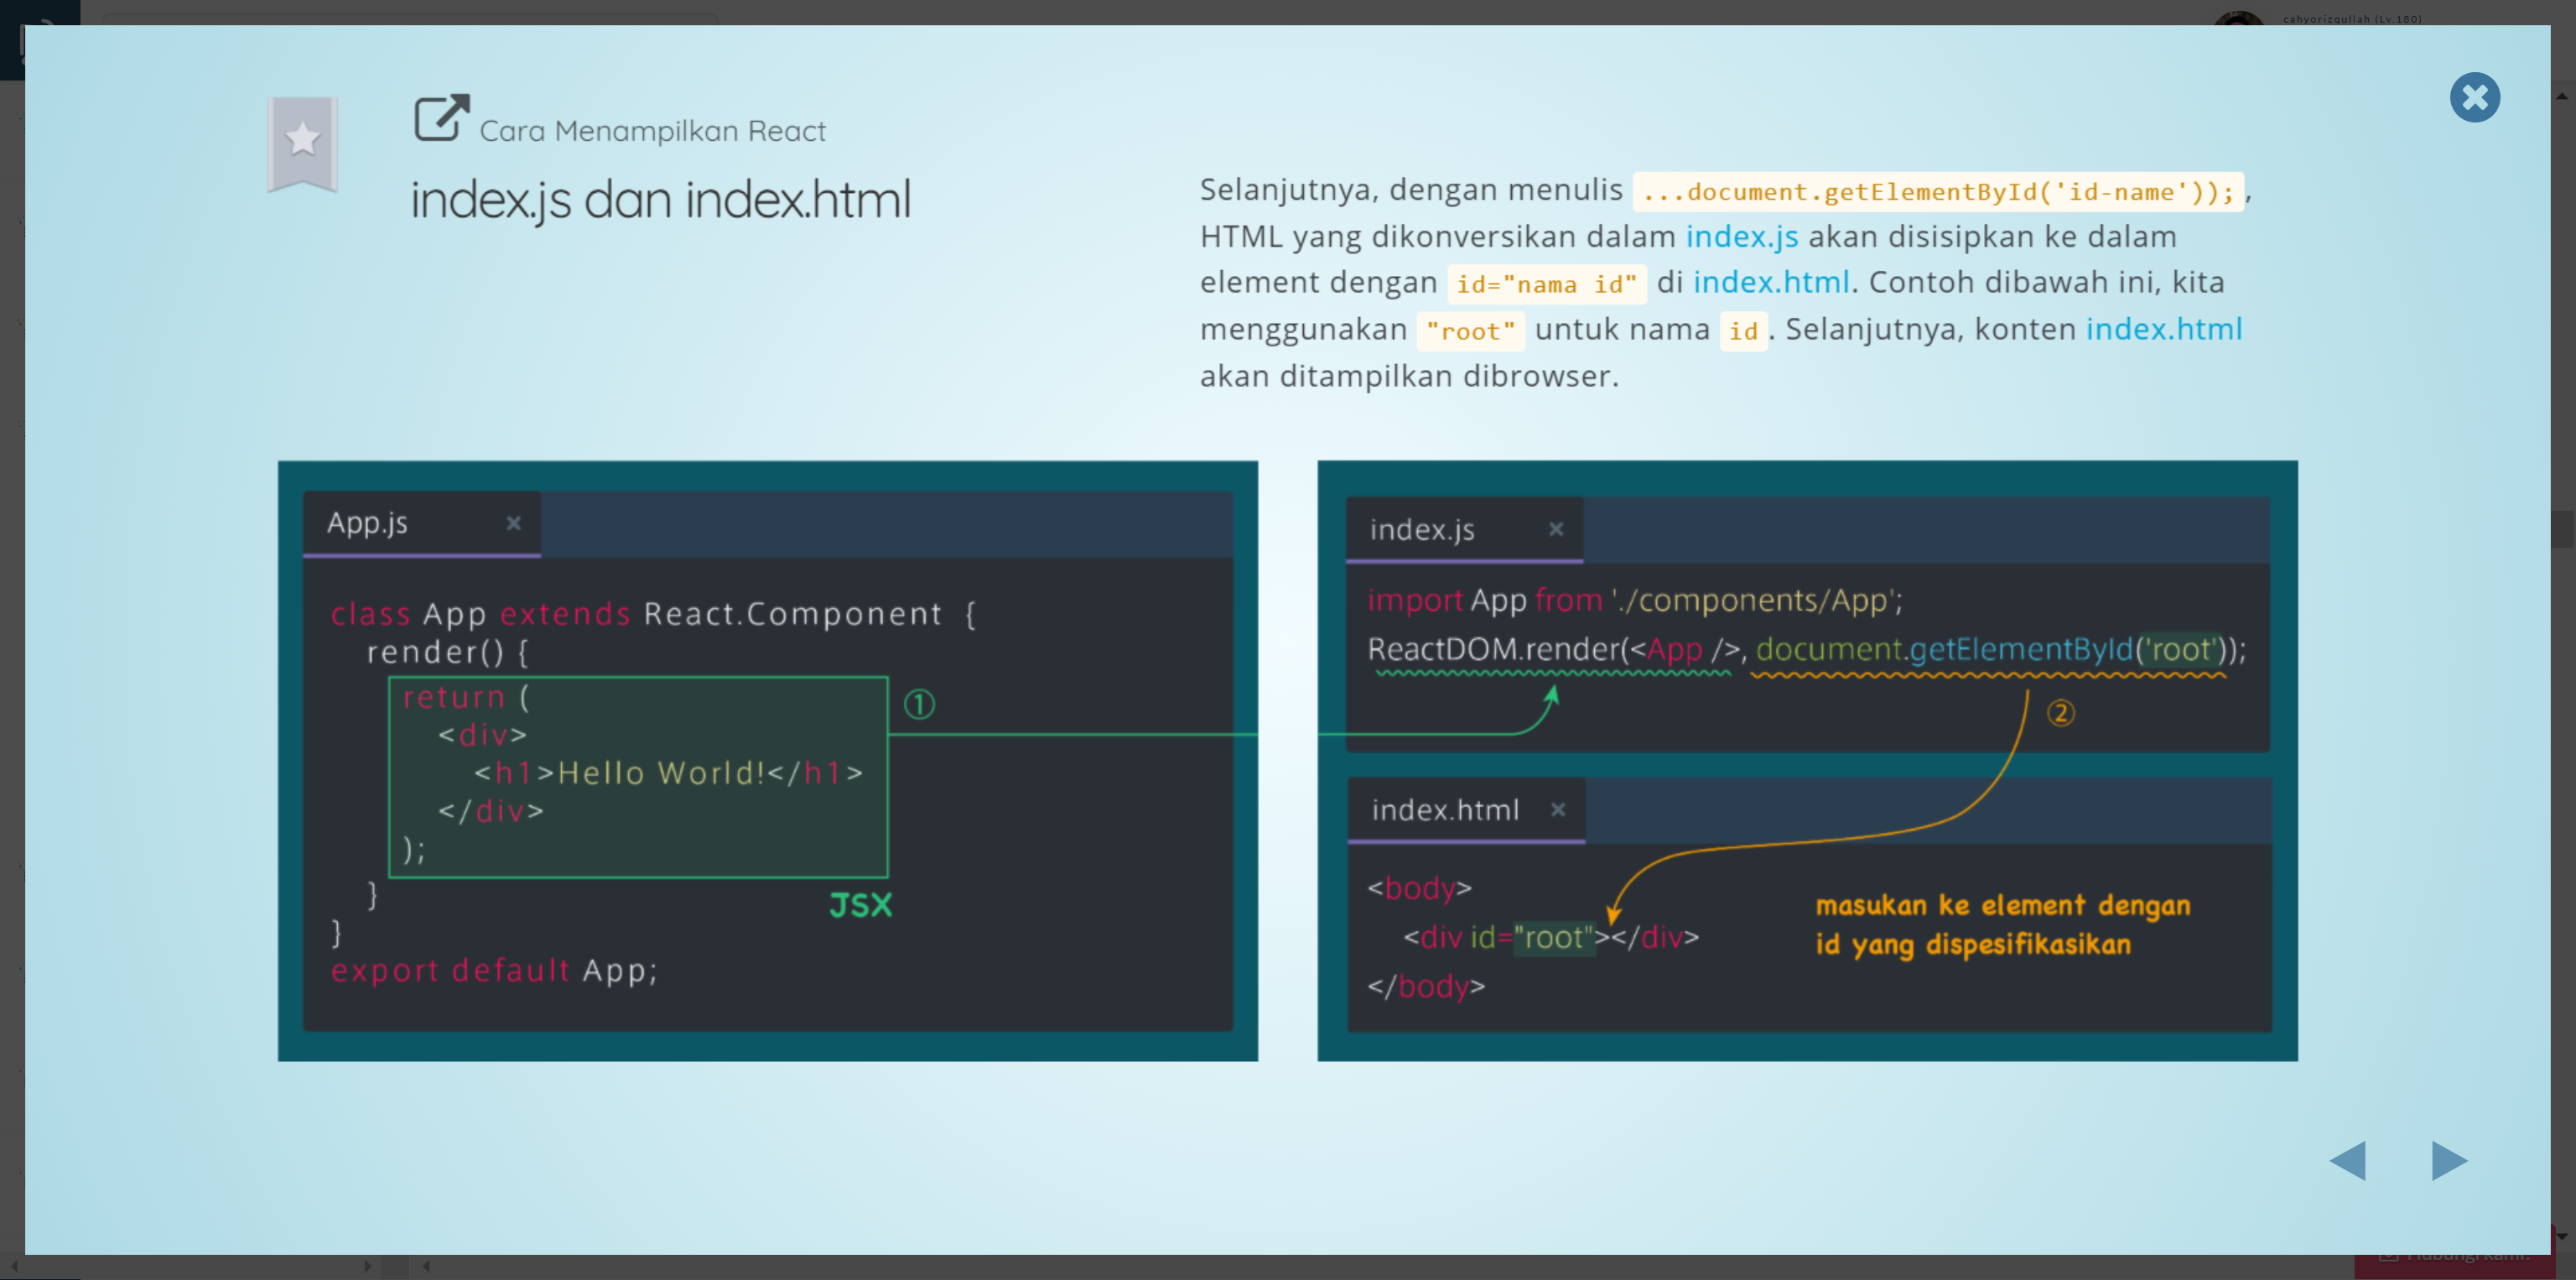 cahyorizqullah (Lv.180)
Cara Menampilkan React
index.js dan index.html
Selanjutnya, dengan menulis ...document.getElementById('id-name'));,
HTML yang dikonversikan dalam index.js akan disisipkan ke dalam
element dengan id="nama id" di index.html. Contoh dibawah ini, kita
menggunakan "root" untuk nama id. Selanjutnya, konten index.html
akan ditampilkan dibrowser.
App.js ×
class App extends React.Component {
render() {
return (
<div>
<h1>Hello World!</h1>
</div>
);
}
}
export default App;
①
JSX
index.js ×
import App from './components/App';
ReactDOM.render(<App />, document.getElementById('root'));
②
index.html ×
<body>
<div id="root"></div>
</body>
masukan ke element dengan
id yang dispesifikasikan
Hubungi kami!